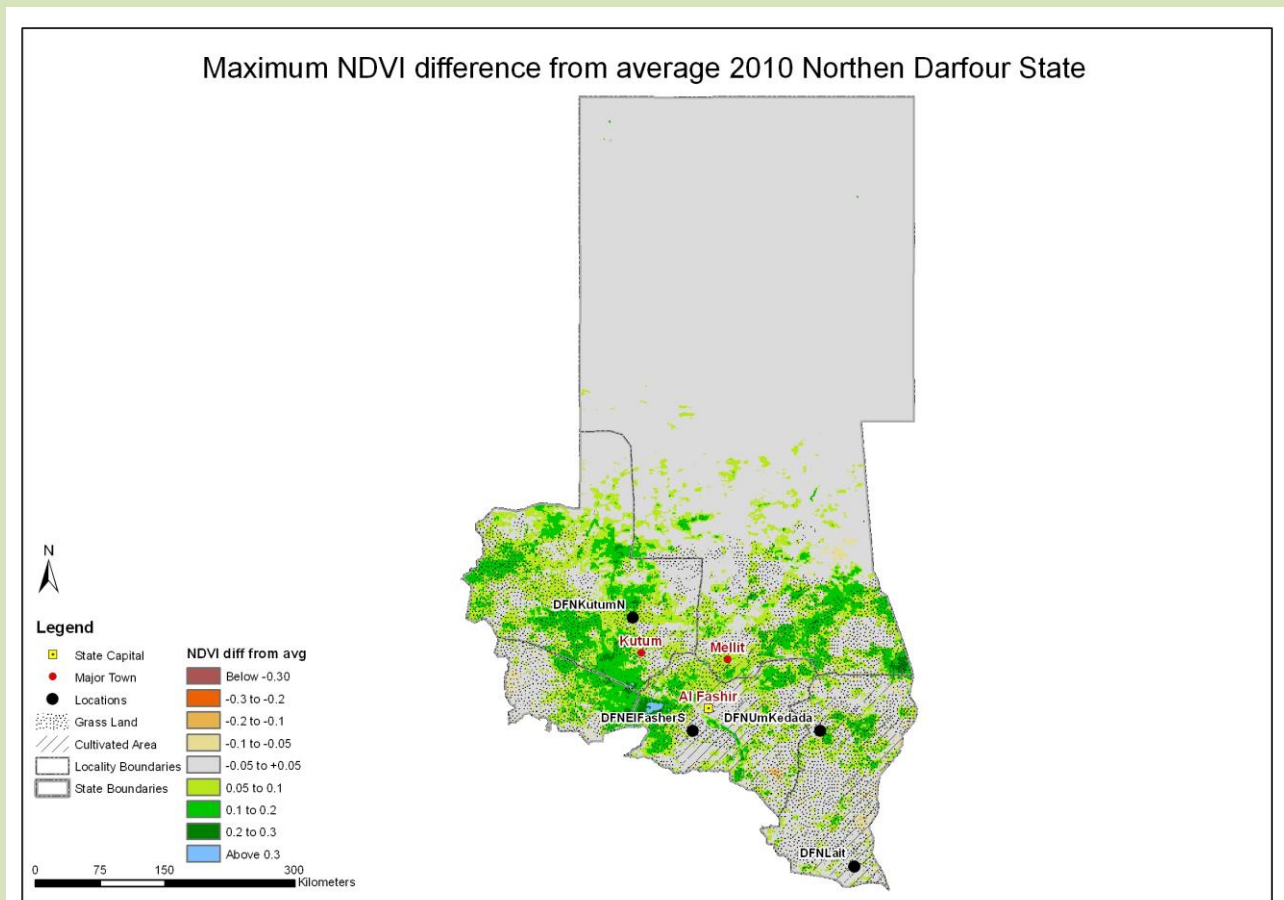 Maximum NDVI difference from average 2010 Northen Darfour State
DFNKutumN
Kutum
Mellit
Al Fashir
DFNElFasherS
DFNUmKedada
DFNLait
N
Legend
State Capital
Major Town
Locations
Grass Land
Cultivated Area
Locality Boundaries
State Boundaries
NDVI diff from avg
Below -0.30
-0.3 to -0.2
-0.2 to -0.1
-0.1 to -0.05
-0.05 to +0.05
0.05 to 0.1
0.1 to 0.2
0.2 to 0.3
Above 0.3
0 75 150 300
Kilometers